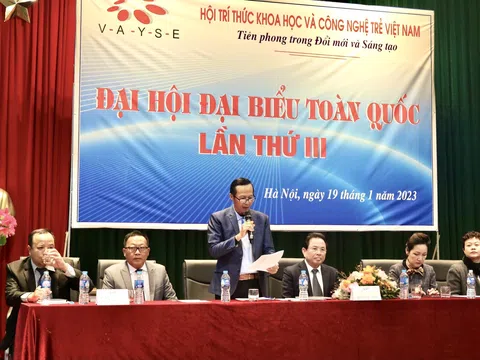 V-A-Y-S-E
HỘI TRÍ THỨC KHOA HỌC VÀ CÔNG NGHỆ TRẺ VIỆT NAM
Tiên phong trong Đổi mới và Sáng tạo
ĐẠI HỘI ĐẠI BIỂU TOÀN QUỐC
LẦN THỨ III
Hà Nội, ngày 19 tháng 1 năm 2023